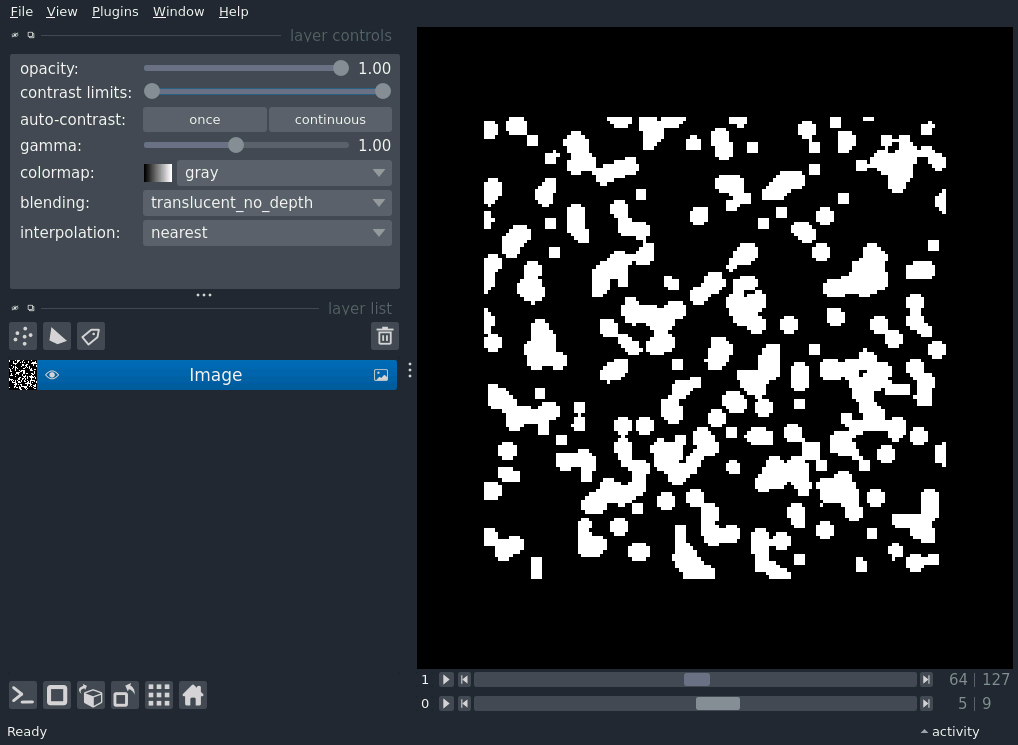 File View Plugins Window Help
layer controls
opacity: 1.00
contrast limits:
auto-contrast: once continuous
gamma: 1.00
colormap: gray
blending: translucent_no_depth
interpolation: nearest
layer list
Image
1 64 | 127
0 5 | 9
Ready activity